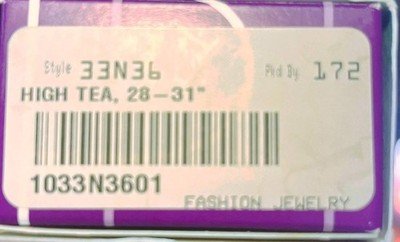 Style 33N36 Pkd By. 172
HIGH TEA, 28-31"
1033N3601
FASHION JEWELRY